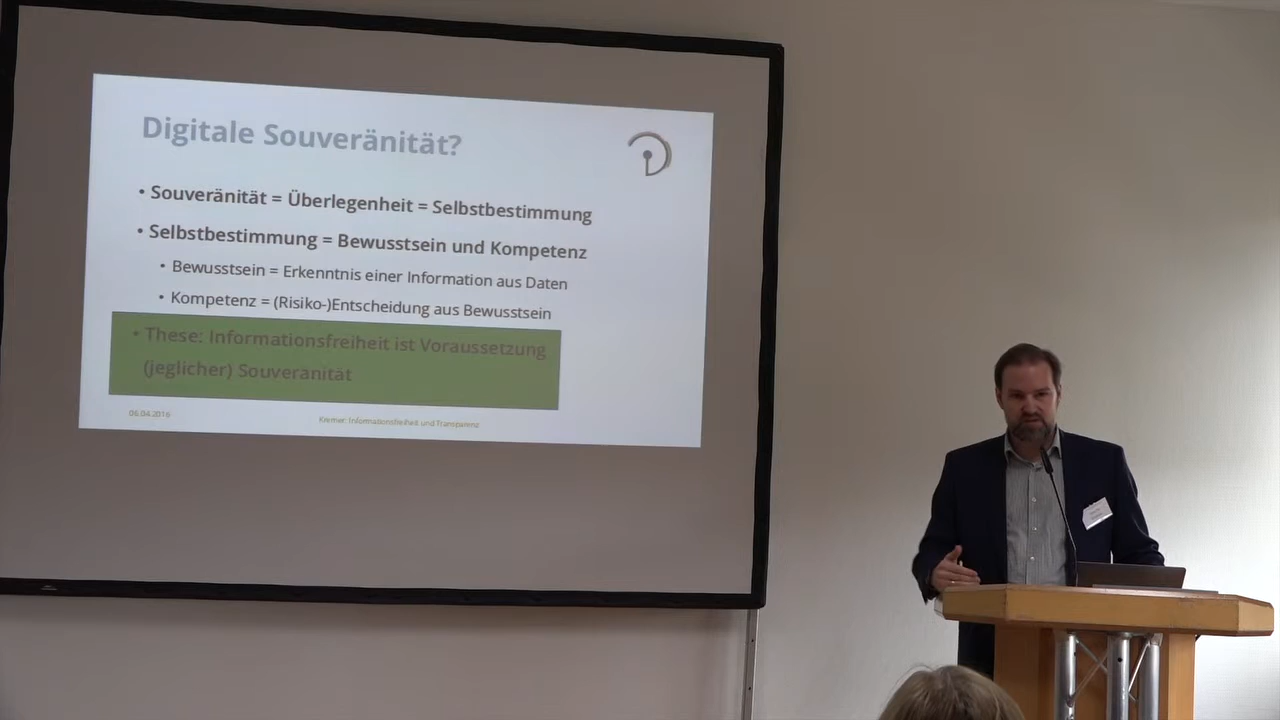 Digitale Souveränität?
• Souveränität = Überlegenheit = Selbstbestimmung
• Selbstbestimmung = Bewusstsein und Kompetenz
• Bewusstsein = Erkenntnis einer Information aus Daten
• Kompetenz = (Risiko-)Entscheidung aus Bewusstsein
• These: Informationsfreiheit ist Voraussetzung
(jeglicher) Souveranität
06.04.2016
Kremer: Informationsfreiheit und Transparenz